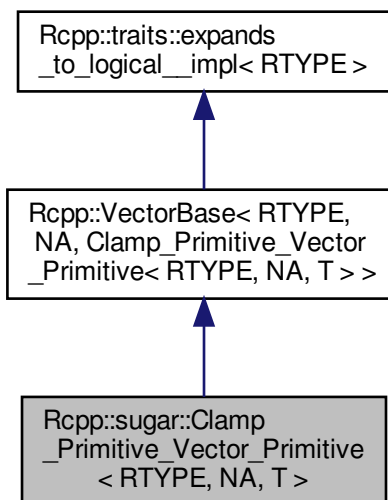 Rcpp::traits::expands
_to_logical__impl< RTYPE >
Rcpp::VectorBase< RTYPE,
NA, Clamp_Primitive_Vector
_Primitive< RTYPE, NA, T > >
Rcpp::sugar::Clamp
_Primitive_Vector_Primitive
< RTYPE, NA, T >